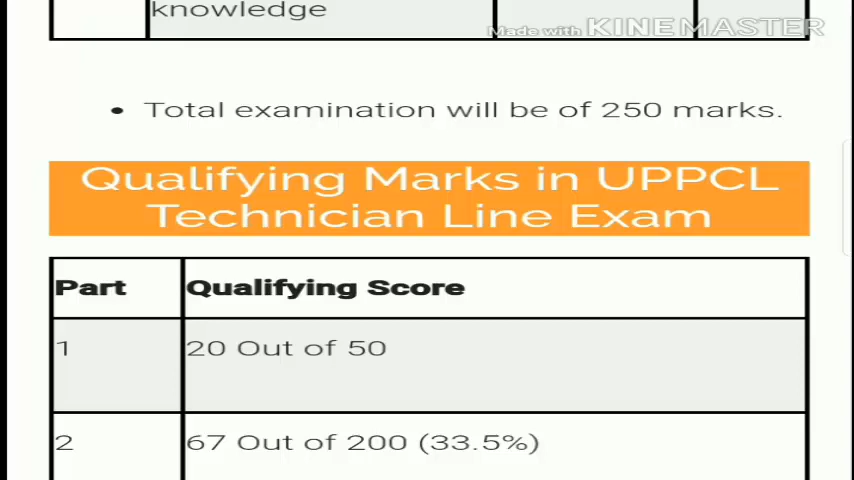 knowledge
Made with KINEMASTER
• Total examination will be of 250 marks.
Qualifying Marks in UPPCL
Technician Line Exam
Part Qualifying Score
1 20 Out of 50
2 67 Out of 200 (33.5%)